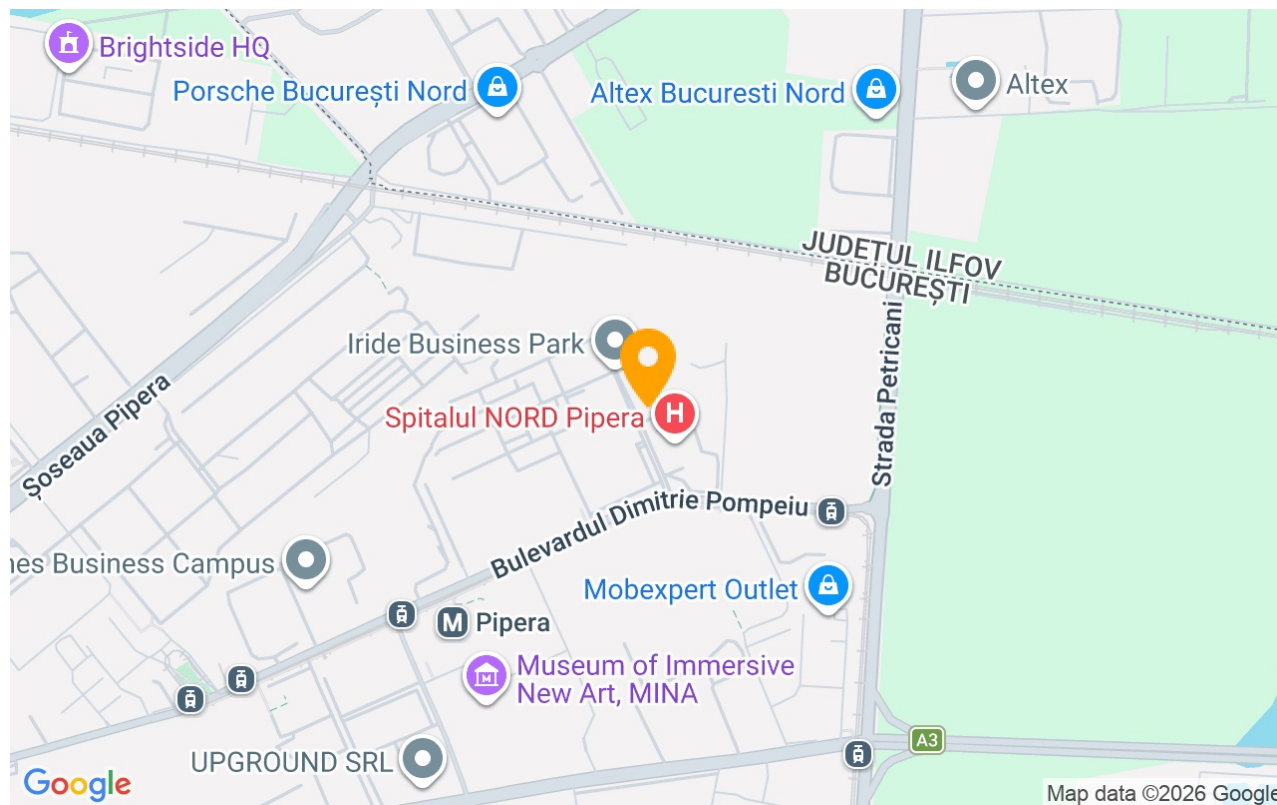 Brightside HQ
Porsche București Nord
Altex Bucuresti Nord
Altex
JUDEȚUL ILFOV
BUCUREȘTI
Iride Business Park
Spitalul NORD Pipera
H
Șoseaua Pipera
Strada Petricani
Bulevardul Dimitrie Pompeiu
nes Business Campus
Mobexpert Outlet
M Pipera
Museum of Immersive
New Art, MINA
M
UPGROUND SRL
A3
Google
Map data ©2026 Google